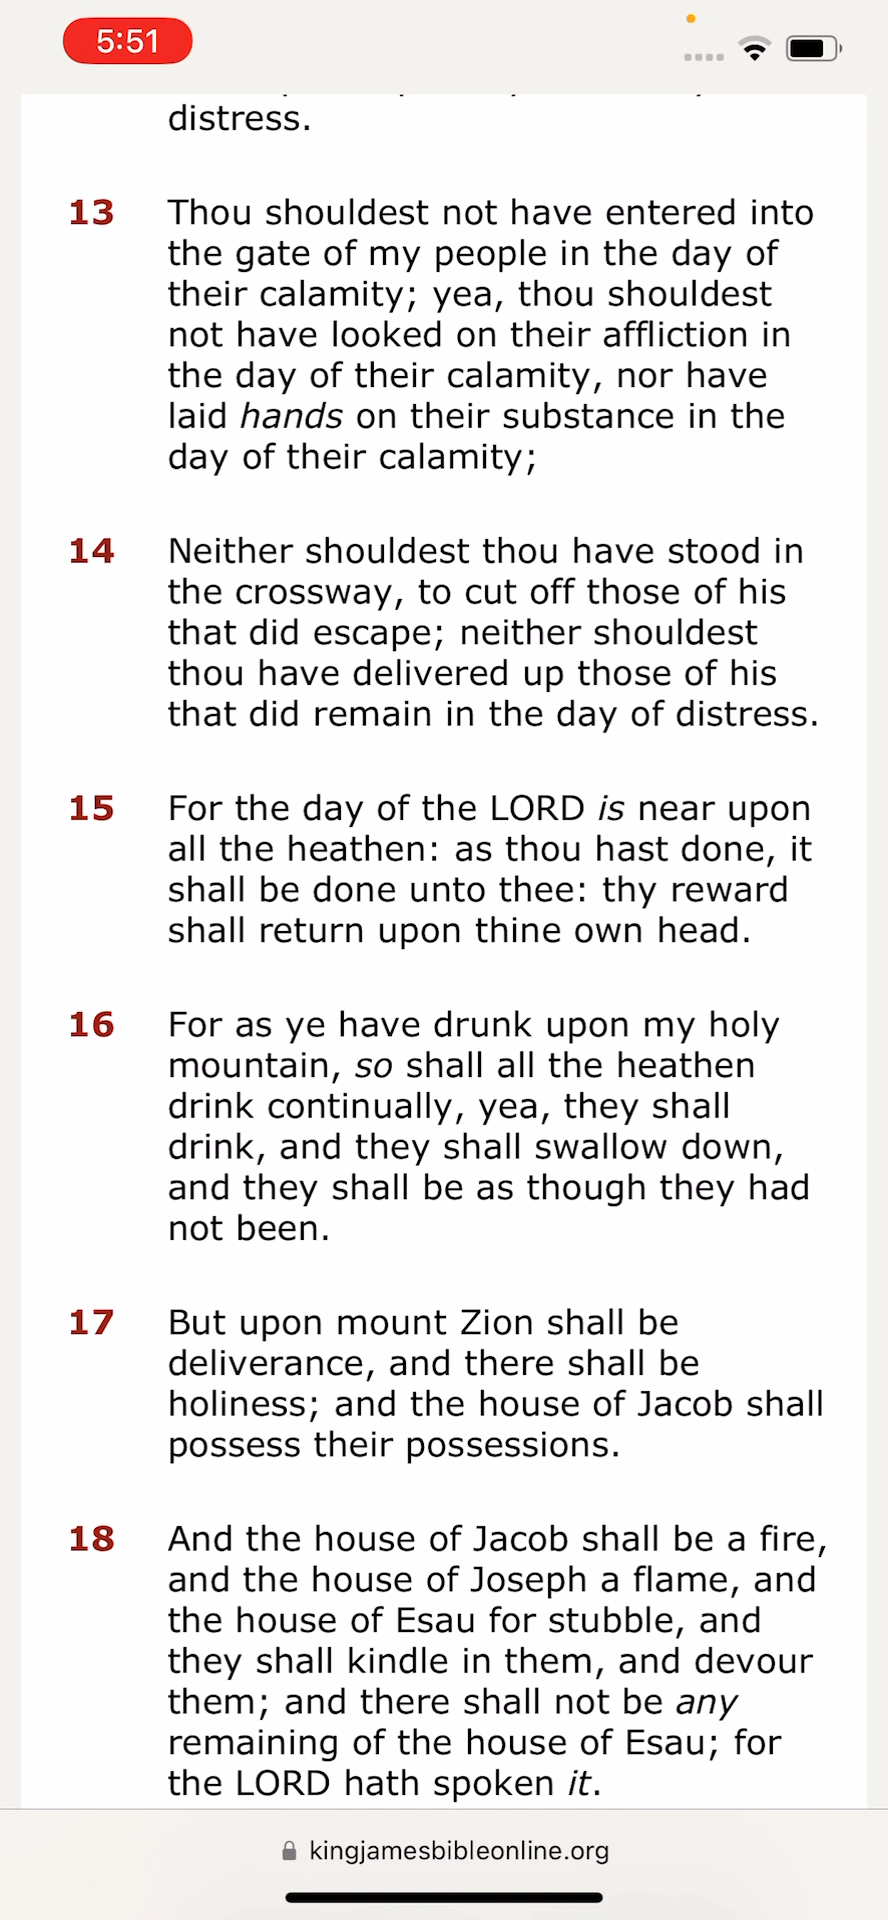 5:51
distress.
13 Thou shouldest not have entered into
the gate of my people in the day of
their calamity; yea, thou shouldest
not have looked on their affliction in
the day of their calamity, nor have
laid hands on their substance in the
day of their calamity;
14 Neither shouldest thou have stood in
the crossway, to cut off those of his
that did escape; neither shouldest
thou have delivered up those of his
that did remain in the day of distress.
15 For the day of the LORD is near upon
all the heathen: as thou hast done, it
shall be done unto thee: thy reward
shall return upon thine own head.
16 For as ye have drunk upon my holy
mountain, so shall all the heathen
drink continually, yea, they shall
drink, and they shall swallow down,
and they shall be as though they had
not been.
17 But upon mount Zion shall be
deliverance, and there shall be
holiness; and the house of Jacob shall
possess their possessions.
18 And the house of Jacob shall be a fire,
and the house of Joseph a flame, and
the house of Esau for stubble, and
they shall kindle in them, and devour
them; and there shall not be any
remaining of the house of Esau; for
the LORD hath spoken it.
kingjamesbibleonline.org